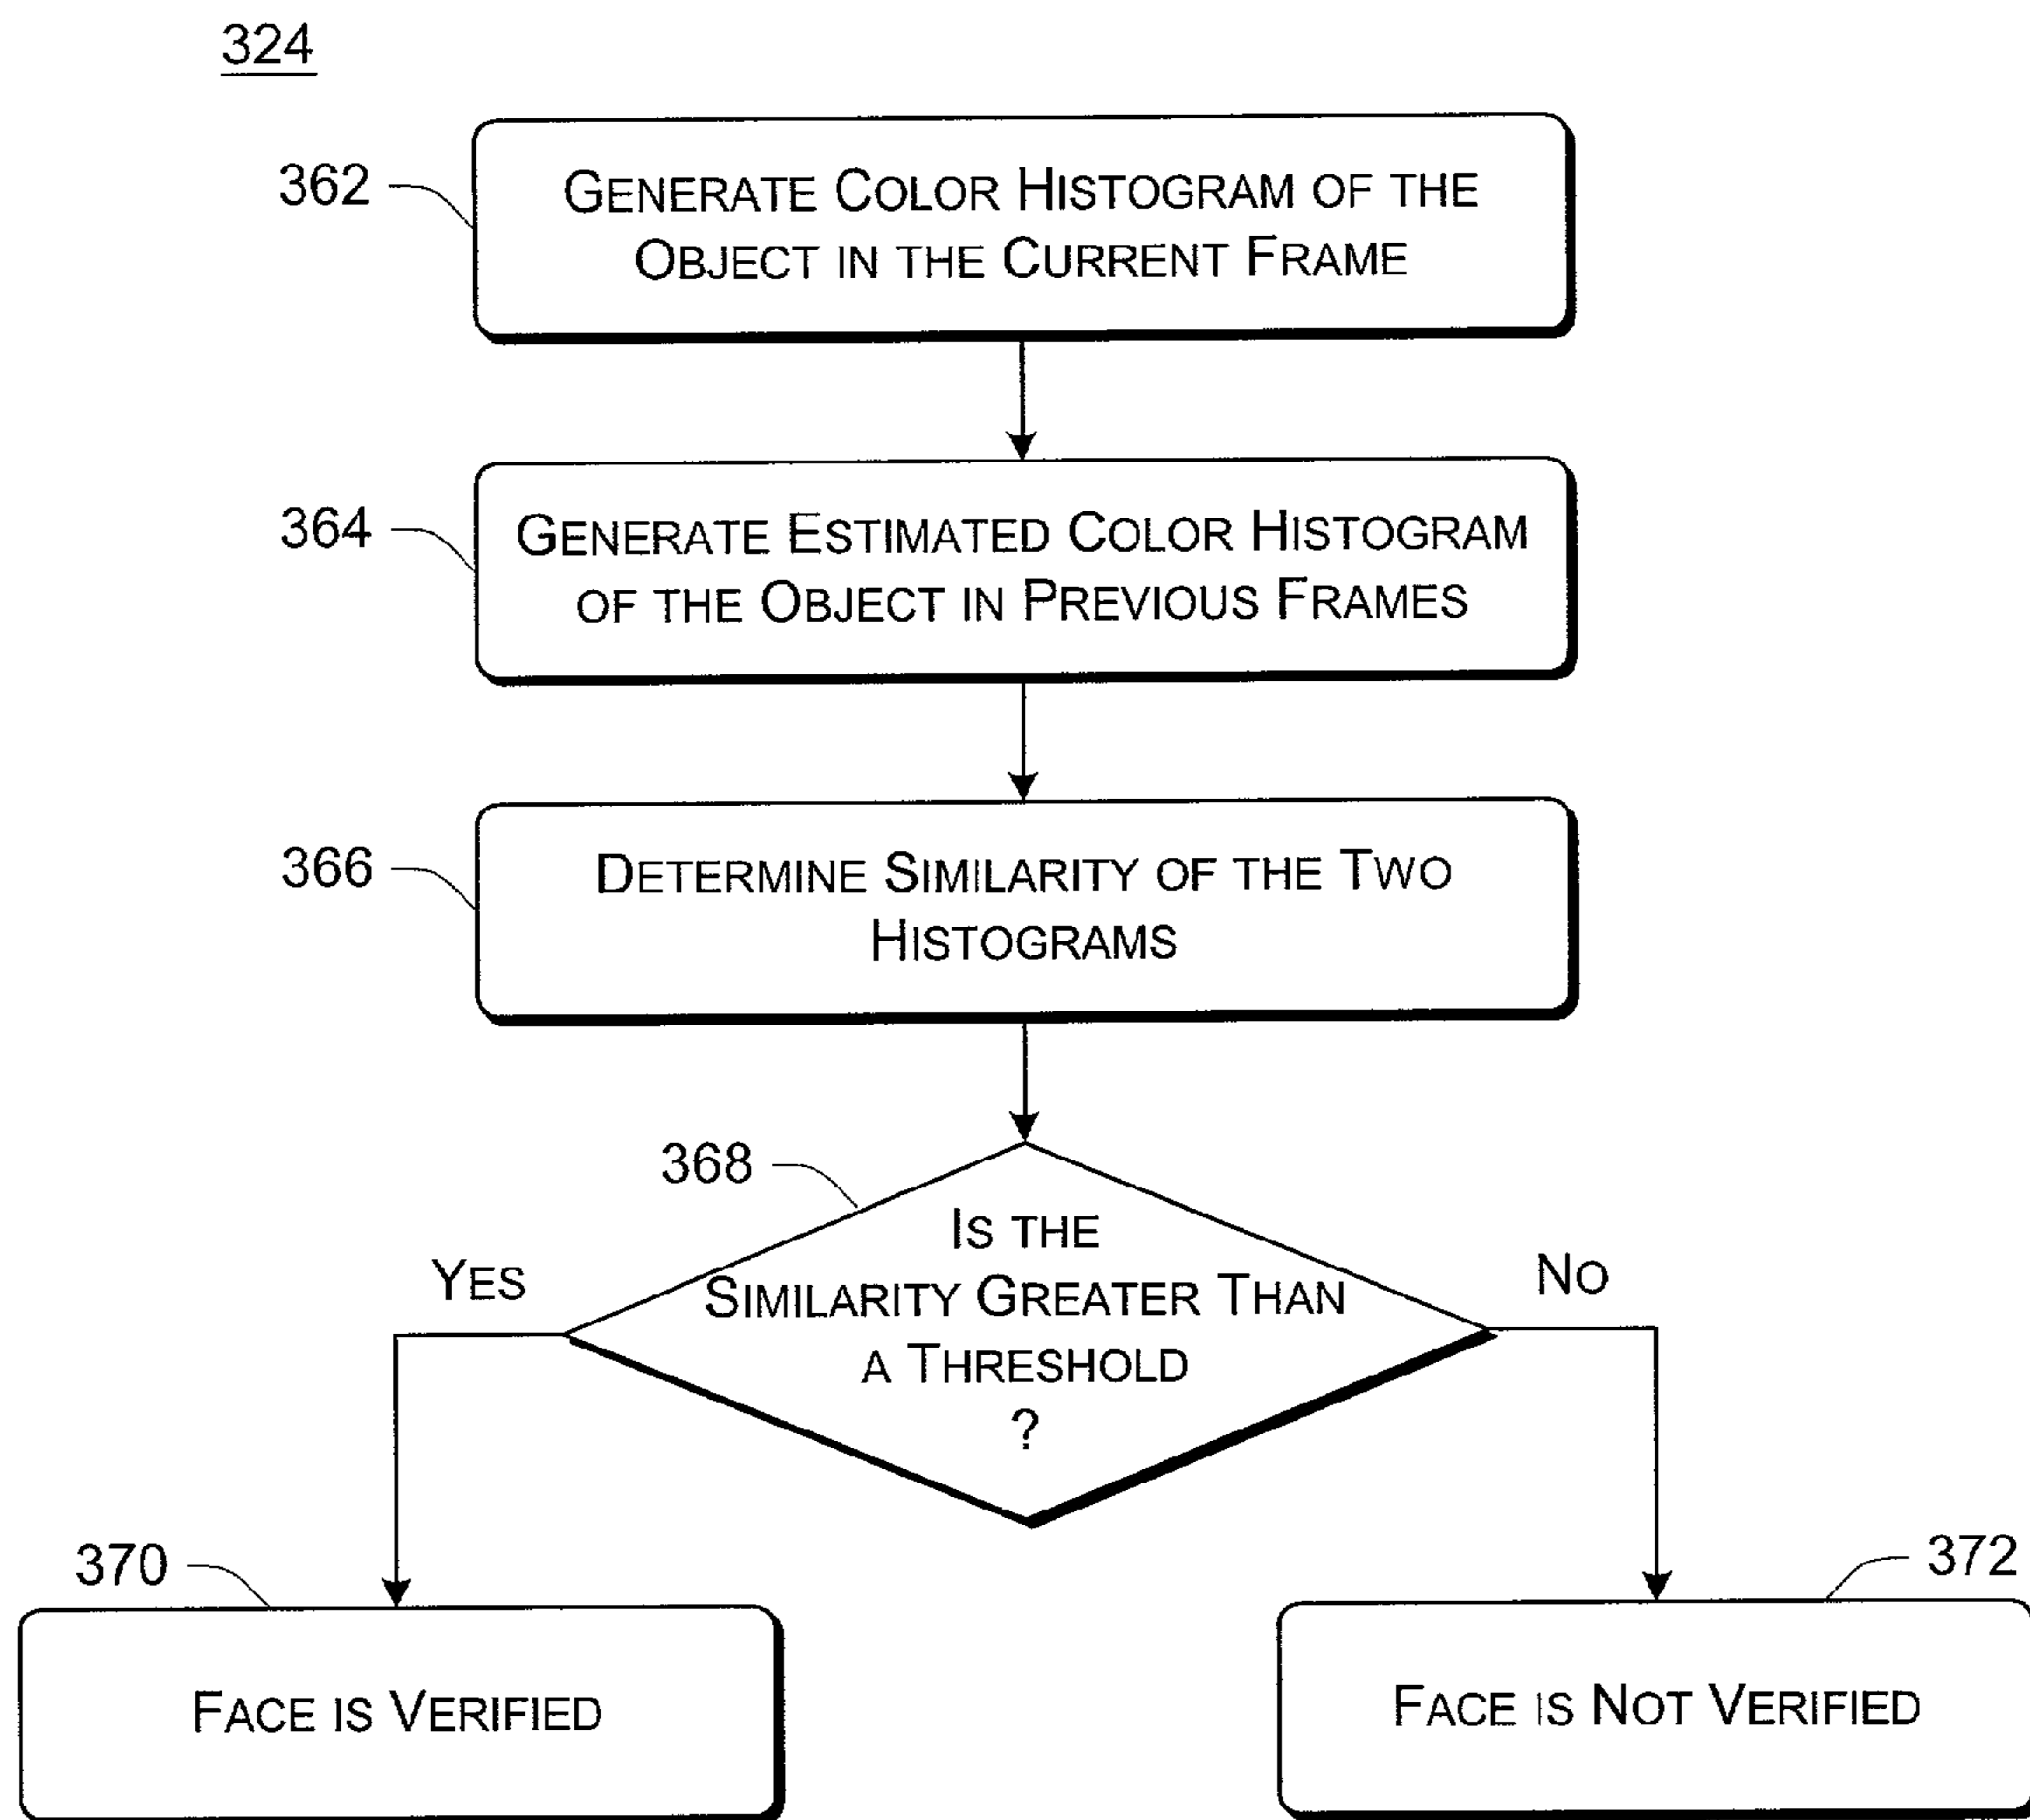 324
362
GENERATE COLOR HISTOGRAM OF THE
OBJECT IN THE CURRENT FRAME
364
GENERATE ESTIMATED COLOR HISTOGRAM
OF THE OBJECT IN PREVIOUS FRAMES
366
DETERMINE SIMILARITY OF THE TWO
HISTOGRAMS
368
IS THE
SIMILARITY GREATER THAN
A THRESHOLD
?
YES
NO
370
FACE IS VERIFIED
372
FACE IS NOT VERIFIED